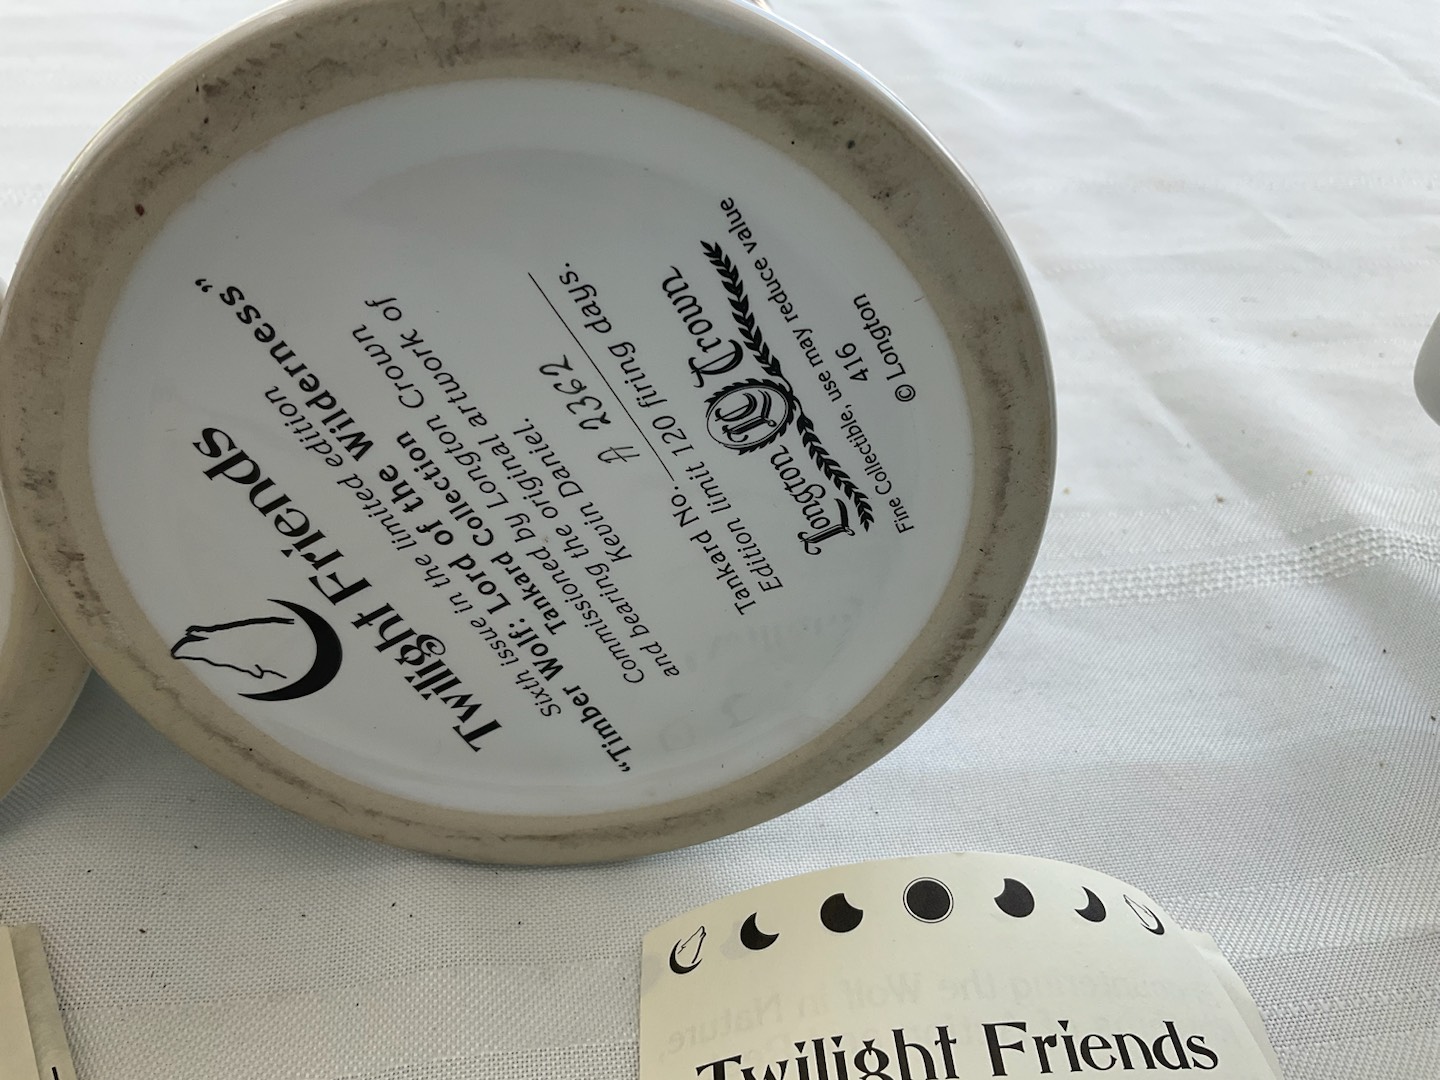 Twilight Friends
Sixth issue in the limited edition
“Timber Wolf: Lord of the Wilderness”
Tankard Collection
Commissioned by Longton Crown
and bearing the original artwork of
Kevin Daniel.
Tankard No. A 2362
Edition limit 120 firing days.
Longton LC Crown
Fine Collectible, use may reduce value
416
© Longton
Twilight Friends